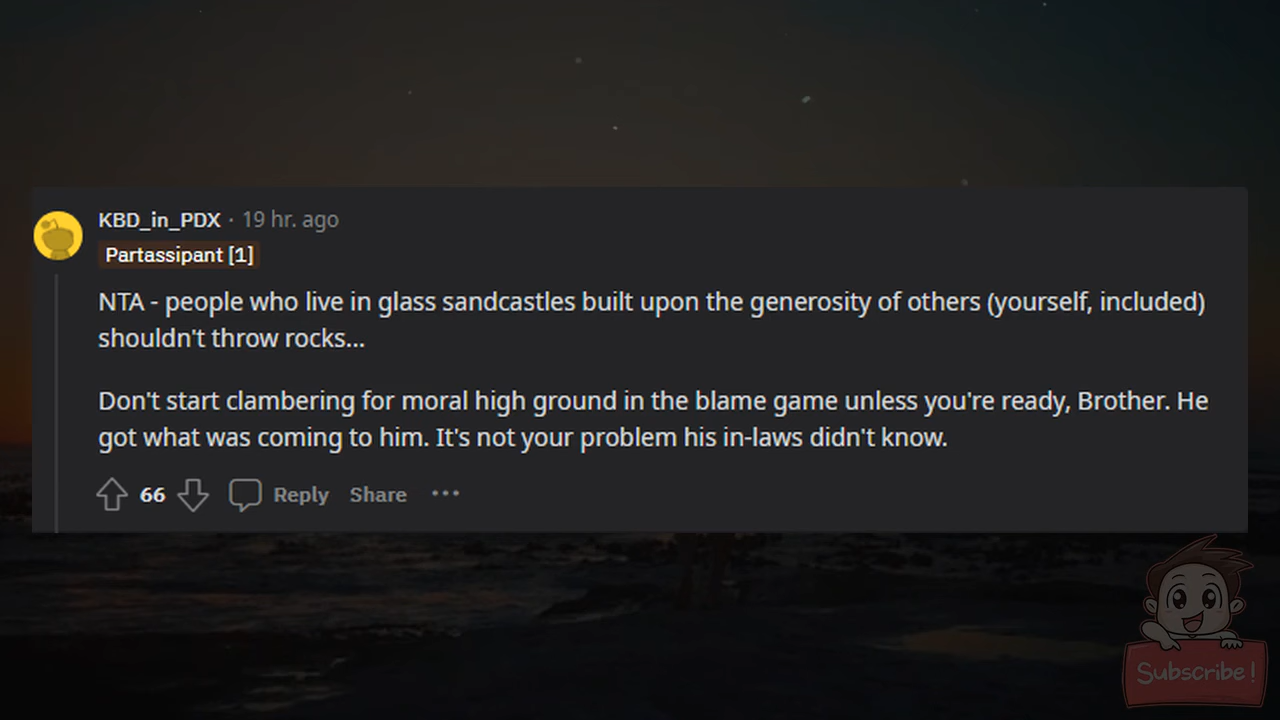 KBD_in_PDX · 19 hr. ago
Partassipant [1]
NTA - people who live in glass sandcastles built upon the generosity of others (yourself, included)
shouldn't throw rocks...
Don't start clambering for moral high ground in the blame game unless you're ready, Brother. He
got what was coming to him. It's not your problem his in-laws didn't know.
66 Reply Share ...
Subscribe!